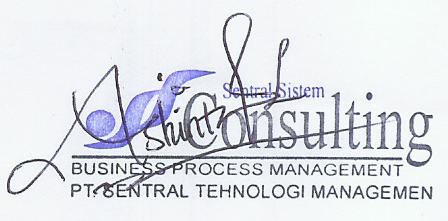 Sentral Sistem
Consulting
BUSINESS PROCESS MANAGEMENT
PT. SENTRAL TEHNOLOGI MANAGEMEN